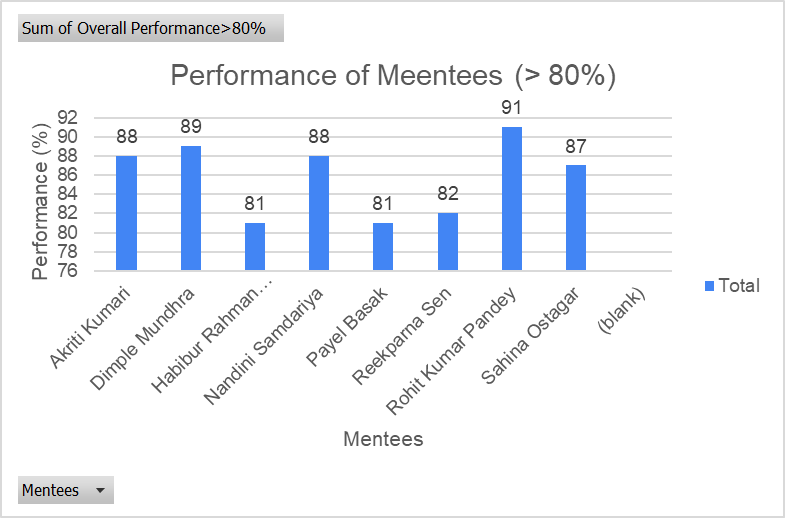 Sum of Overall Performance>80%
Performance of Meentees (> 80%)
Performance (%)
92
90
88
86
84
82
80
78
76
88
89
81
88
81
82
91
87
Akriti Kumari
Dimple Mundhra
Habibur Rahman…
Nandini Samdariya
Payel Basak
Reekparna Sen
Rohit Kumar Pandey
Sahina Ostagar
(blank)
Total
Mentees
Mentees